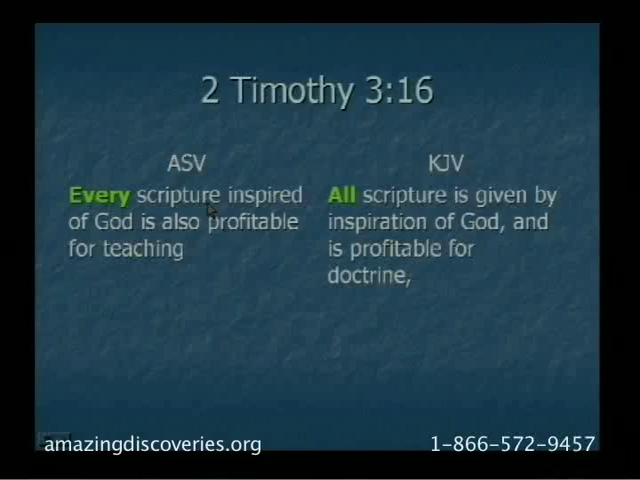 2 Timothy 3:16
ASV
Every scripture inspired
of God is also profitable
for teaching
KJV
All scripture is given by
inspiration of God, and
is profitable for
doctrine,
amazingdiscoveries.org
1-866-572-9457